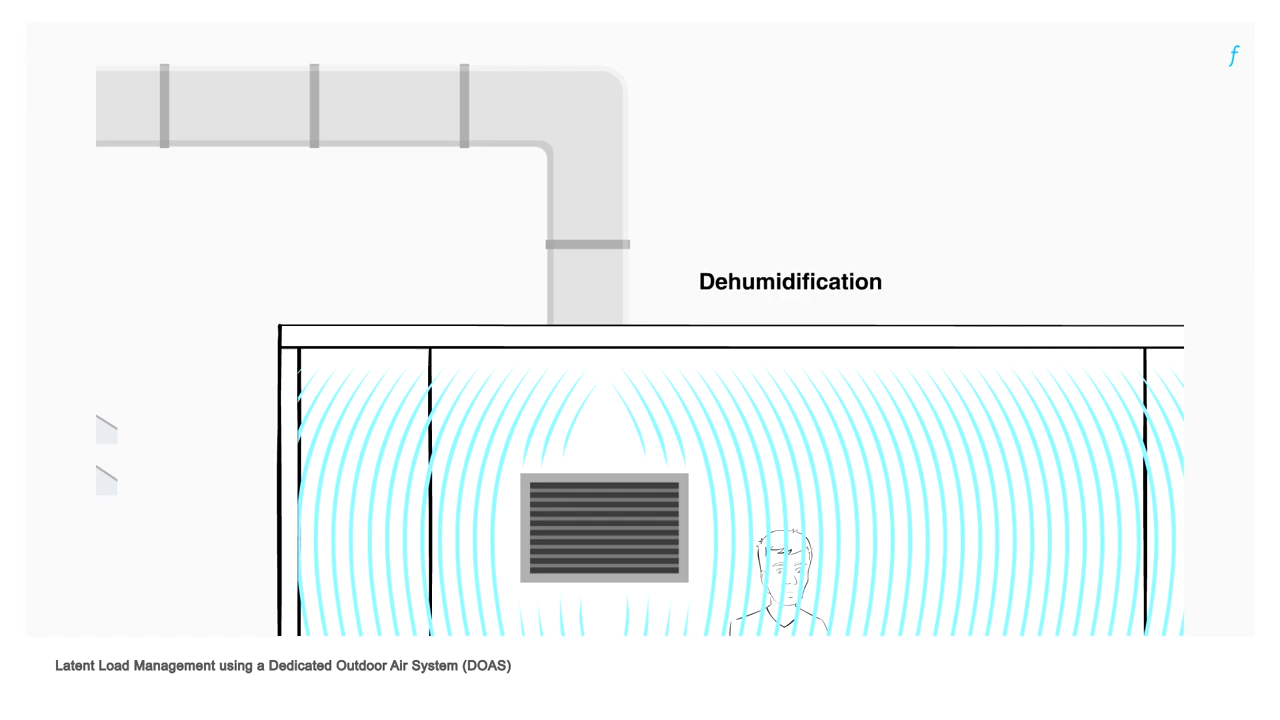 f
Dehumidification
Latent Load Management using a Dedicated Outdoor Air System (DOAS)